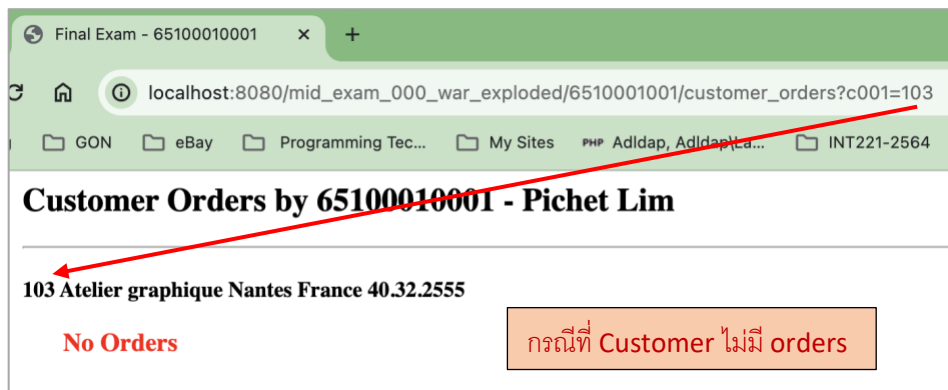 Final Exam - 65100010001
localhost:8080/mid_exam_000_war_exploded/6510001001/customer_orders?c001=103
GON eBay Programming Tec... My Sites PHP Adldap, Adldap\La... INT221-2564
Customer Orders by 65100010001 - Pichet Lim
103 Atelier graphique Nantes France 40.32.2555
No Orders
กรณีที่ Customer ไม่มี orders